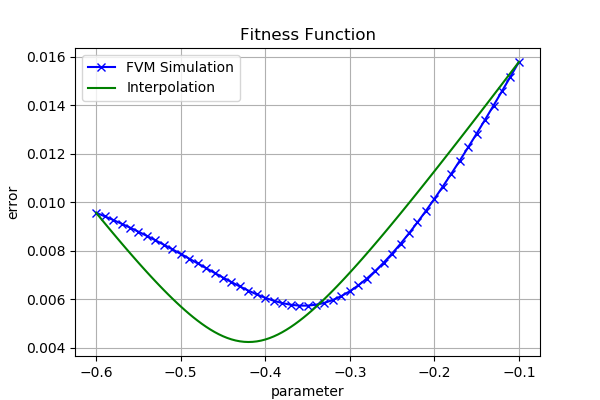 Fitness Function
FVM Simulation
Interpolation
0.016
0.014
0.012
0.010
0.008
0.006
0.004
error
−0.6 −0.5 −0.4 −0.3 −0.2 −0.1
parameter